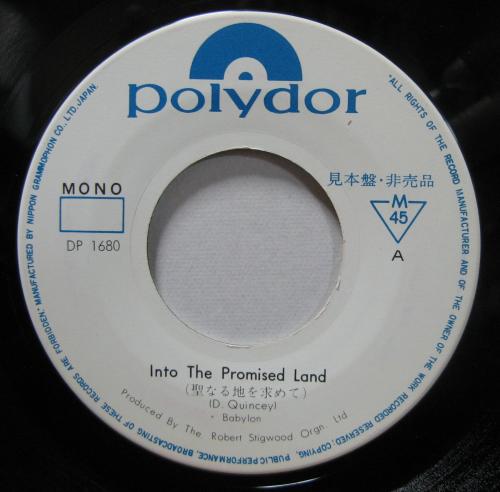 polydor
MONO
見本盤・非売品
M
45
DP 1680
A
Into The Promised Land
(聖なる地を求めて)
(D. Quincey)
Babylon
Produced By The Robert Stigwood Orgn. Ltd
"ALL RIGHTS OF THE RECORD MANUFACTURER AND OF THE OWNER OF THE WORK RECORDED RESERVED, COPYING, PUBLIC PERFORMANCE, BROADCASTING OF THESE RECORDS ARE FORBIDDEN" MANUFACTURED BY NIPPON GRAMMOPHON CO., LTD. JAPAN.